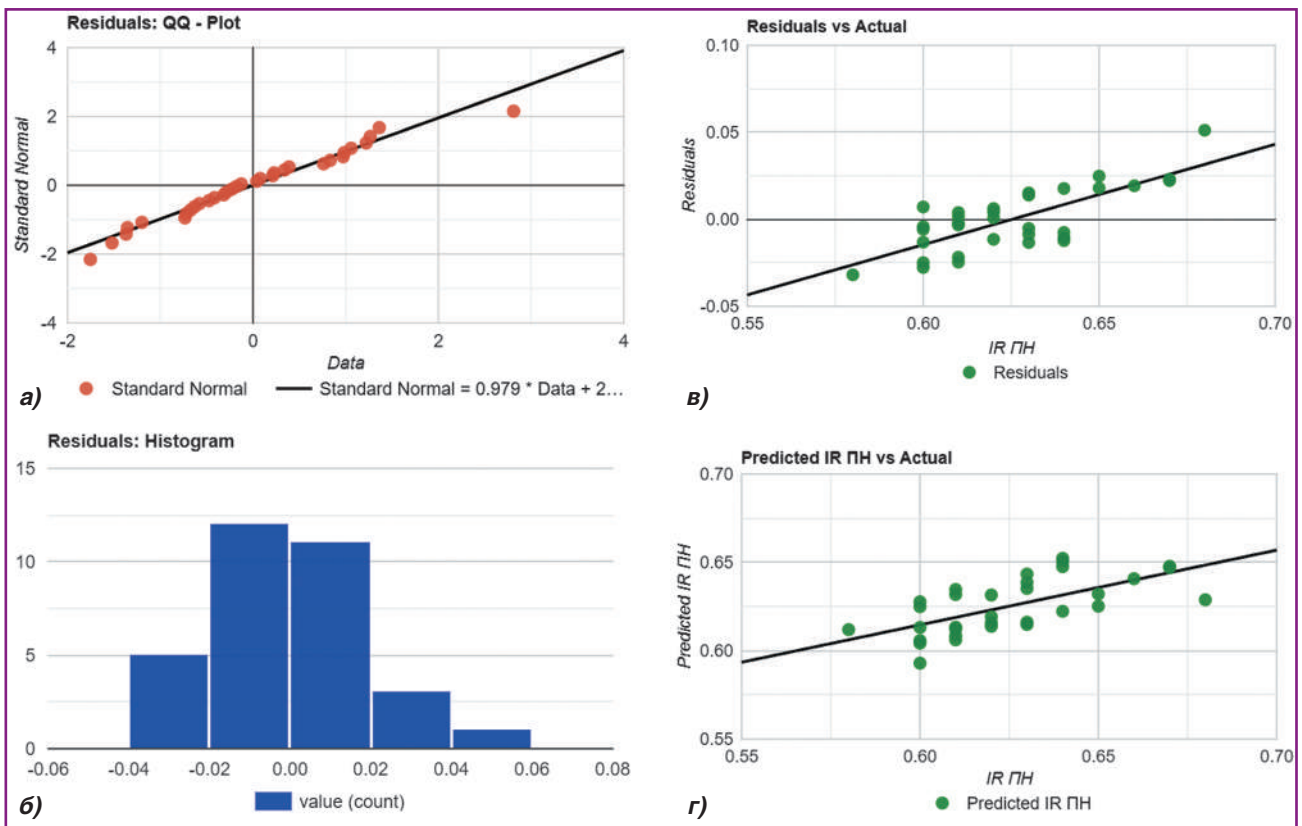 Residuals: QQ - Plot
4
2
0
-2
-4
Standard Normal
-2
0
2
4
Data
Standard Normal
Standard Normal = 0.979 * Data + 2...
а)
Residuals vs Actual
0.10
0.05
0.00
-0.05
Residuals
0.55
0.60
0.65
0.70
IR ПН
Residuals
в)
Residuals: Histogram
15
10
5
0
-0.06
-0.04
-0.02
0.00
0.02
0.04
0.06
0.08
value (count)
б)
Predicted IR ПН vs Actual
0.70
0.65
0.60
0.55
Predicted IR ПН
0.55
0.60
0.65
0.70
IR ПН
Predicted IR ПН
г)